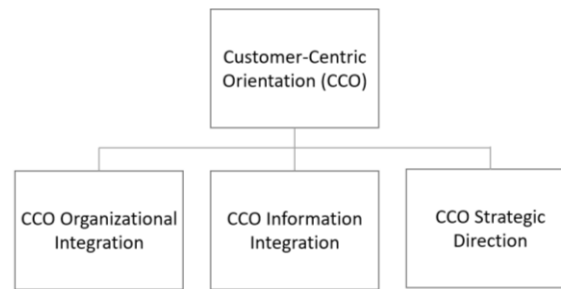 Customer-Centric
Orientation (CCO)
CCO Organizational
Integration
CCO Information
Integration
CCO Strategic
Direction